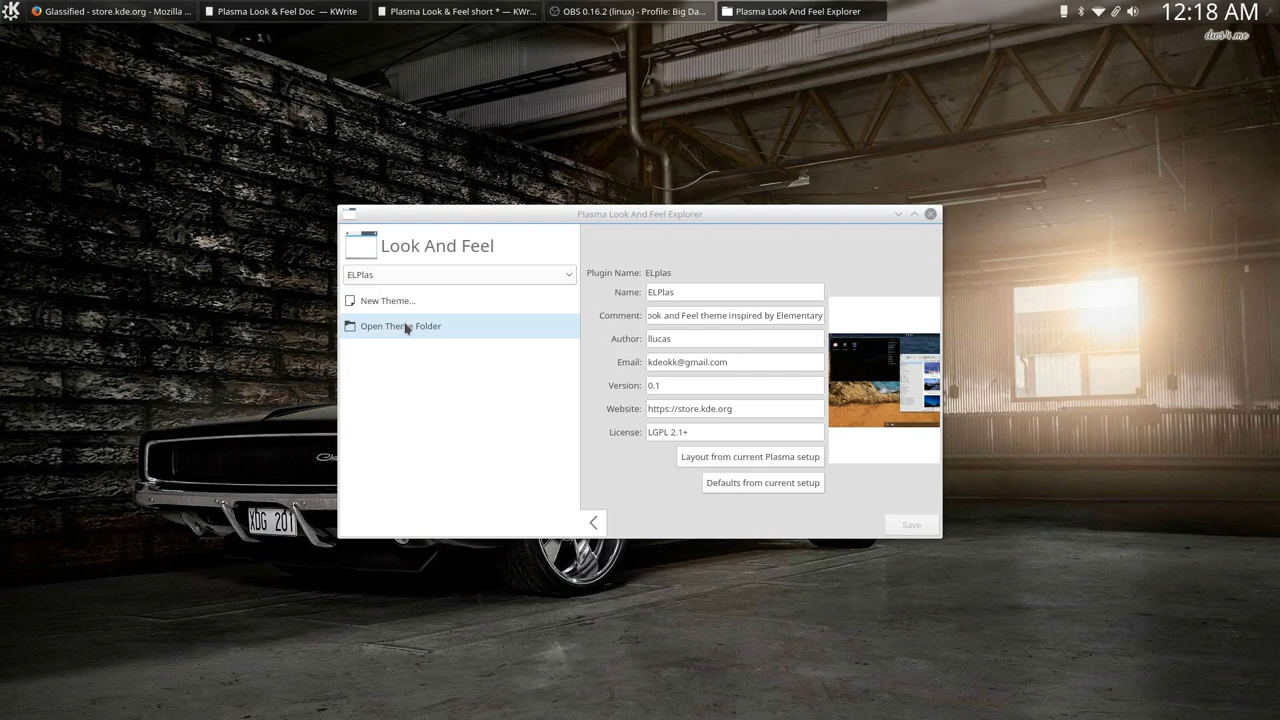 Glassified - store.kde.org - Mozilla ...
Plasma Look & Feel Doc — KWrite
Plasma Look & Feel short * — KWr...
OBS 0.16.2 (linux) - Profile: Big Da...
Plasma Look And Feel Explorer
12:18 AM
dws4.me
Plasma Look And Feel Explorer
Look And Feel
ELPlas
New Theme...
Open Theme Folder
Plugin Name: ELplas
Name: ELPlas
Comment: ook and Feel theme inspired by Elementary
Author: llucas
Email: kdeokk@gmail.com
Version: 0.1
Website: https://store.kde.org
License: LGPL 2.1+
Layout from current Plasma setup
Defaults from current setup
Save
XDG 201